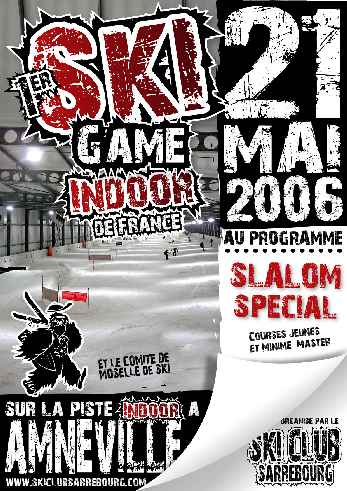 1ER SKI
GAME
INDOOR
DE FRANCE
21
MAI
2006
AU PROGRAMME
SLALOM
SPECIAL
COURSES JEUNES
ET MINIME MASTER
ET LE COMITE DE
MOSELLE DE SKI
SUR LA PISTE INDOOR A
AMNEVILLE
WWW.SKICLUBSARREBOURG.COM
ORGANISE PAR LE
SKI CLUB
SARREBOURG